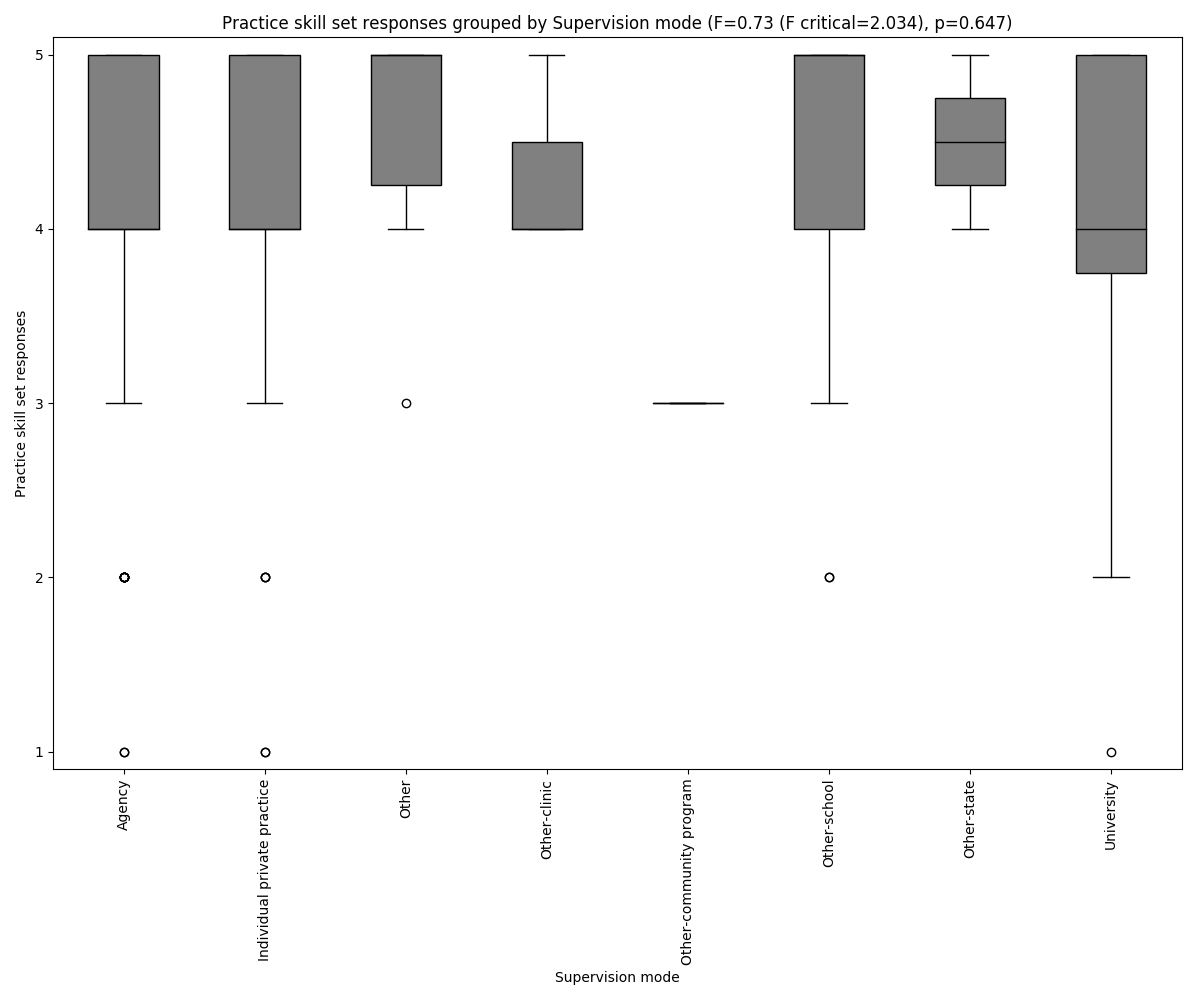 Practice skill set responses grouped by Supervision mode (F=0.73 (F critical=2.034), p=0.647)
Practice skill set responses
5
4
3
2
1
Agency
Individual private practice
Other
Other-clinic
Other-community program
Other-school
Other-state
University
Supervision mode